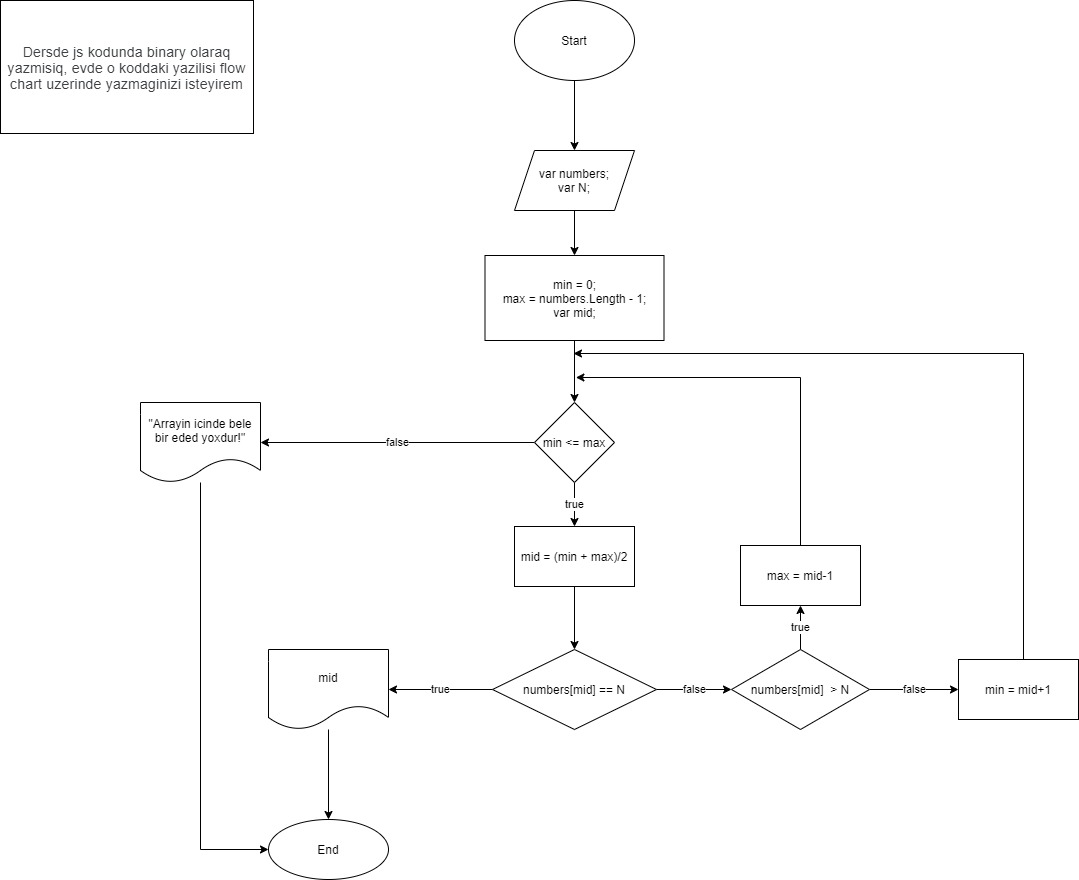 Dersde js kodunda binary olaraq
yazmisiq, evde o koddaki yazilisi flow
chart uzerinde yazmaginizi isteyirem
Start
var numbers;
var N;
min = 0;
max = numbers.Length - 1;
var mid;
"Arrayin icinde bele
bir eded yoxdur!"
false
min <= max
true
mid = (min + max)/2
max = mid-1
true
mid
true
numbers[mid] == N
false
numbers[mid]  > N
false
min = mid+1
End